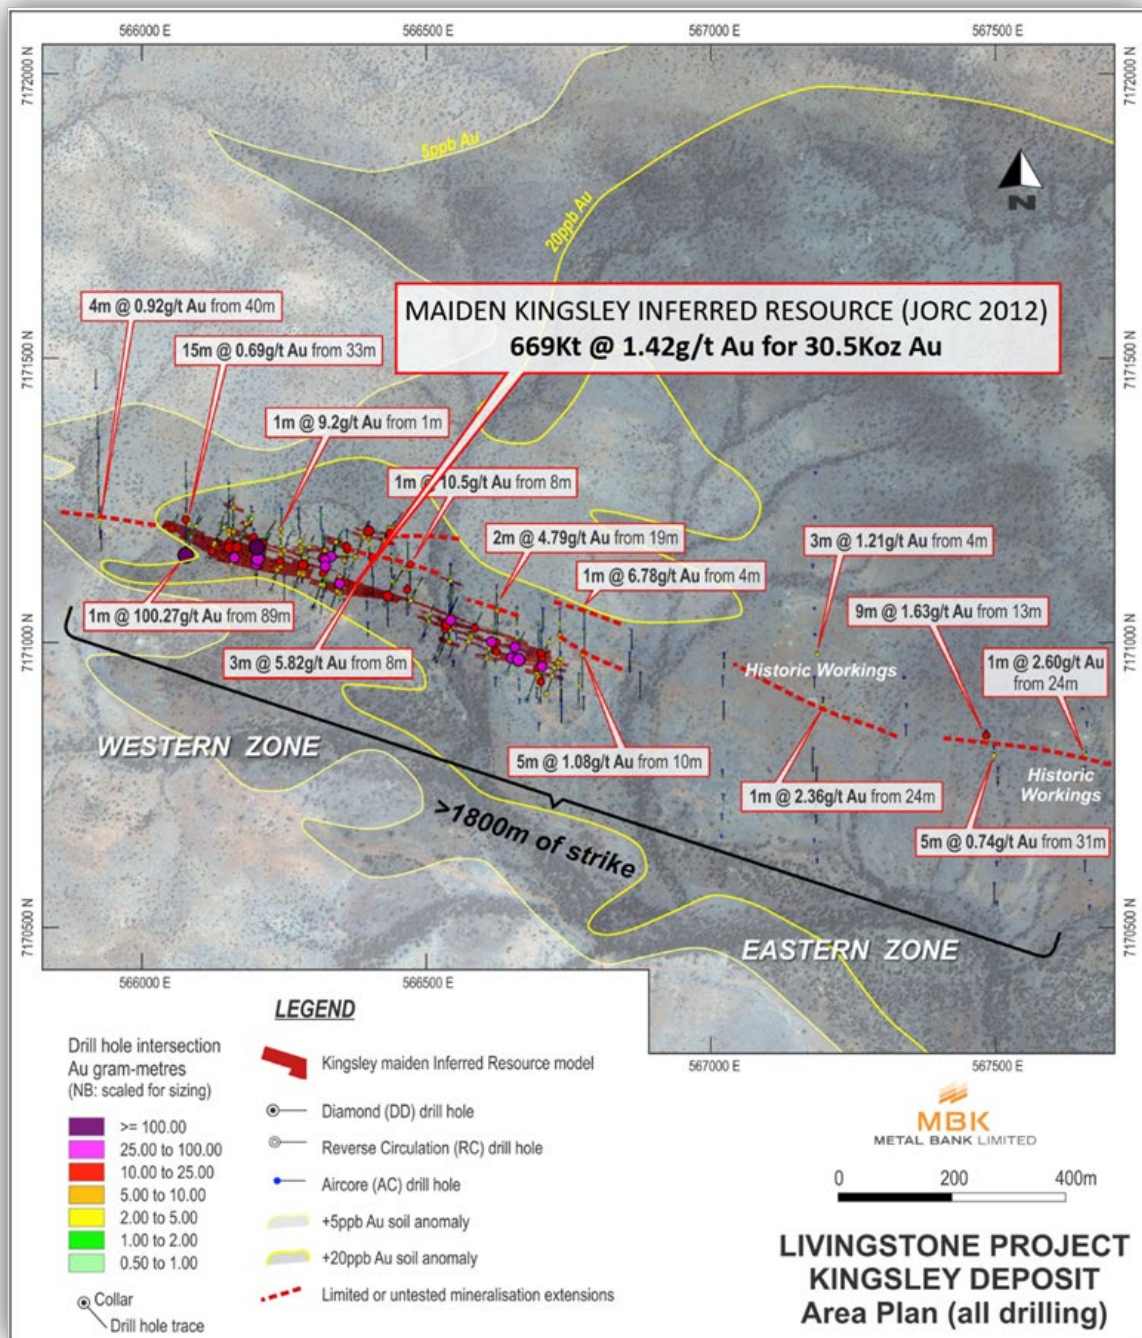 566000 E
566500 E
567000 E
567500 E
7172000 N
7172000 N
5ppb Au
20ppb Au
N
4m @ 0.92g/t Au from 40m
MAIDEN KINGSLEY INFERRED RESOURCE (JORC 2012)
669Kt @ 1.42g/t Au for 30.5Koz Au
15m @ 0.69g/t Au from 33m
7171500 N
7171500 N
1m @ 9.2g/t Au from 1m
1m @ 10.5g/t Au from 8m
2m @ 4.79g/t Au from 19m
3m @ 1.21g/t Au from 4m
1m @ 6.78g/t Au from 4m
9m @ 1.63g/t Au from 13m
1m @ 100.27g/t Au from 89m
7171000 N
7171000 N
3m @ 5.82g/t Au from 8m
Historic Workings
1m @ 2.60g/t Au
from 24m
WESTERN ZONE
5m @ 1.08g/t Au from 10m
1m @ 2.36g/t Au from 24m
Historic
Workings
>1800m of strike
5m @ 0.74g/t Au from 31m
7170500 N
7170500 N
EASTERN ZONE
566000 E
566500 E
567000 E
567500 E
LEGEND
Drill hole intersection
Au gram-metres
(NB: scaled for sizing)
>= 100.00
25.00 to 100.00
10.00 to 25.00
5.00 to 10.00
2.00 to 5.00
1.00 to 2.00
0.50 to 1.00
Collar
Drill hole trace
Kingsley maiden Inferred Resource model
Diamond (DD) drill hole
Reverse Circulation (RC) drill hole
Aircore (AC) drill hole
+5ppb Au soil anomaly
+20ppb Au soil anomaly
Limited or untested mineralisation extensions
MBK
METAL BANK LIMITED
0 200 400m
LIVINGSTONE PROJECT
KINGSLEY DEPOSIT
Area Plan (all drilling)